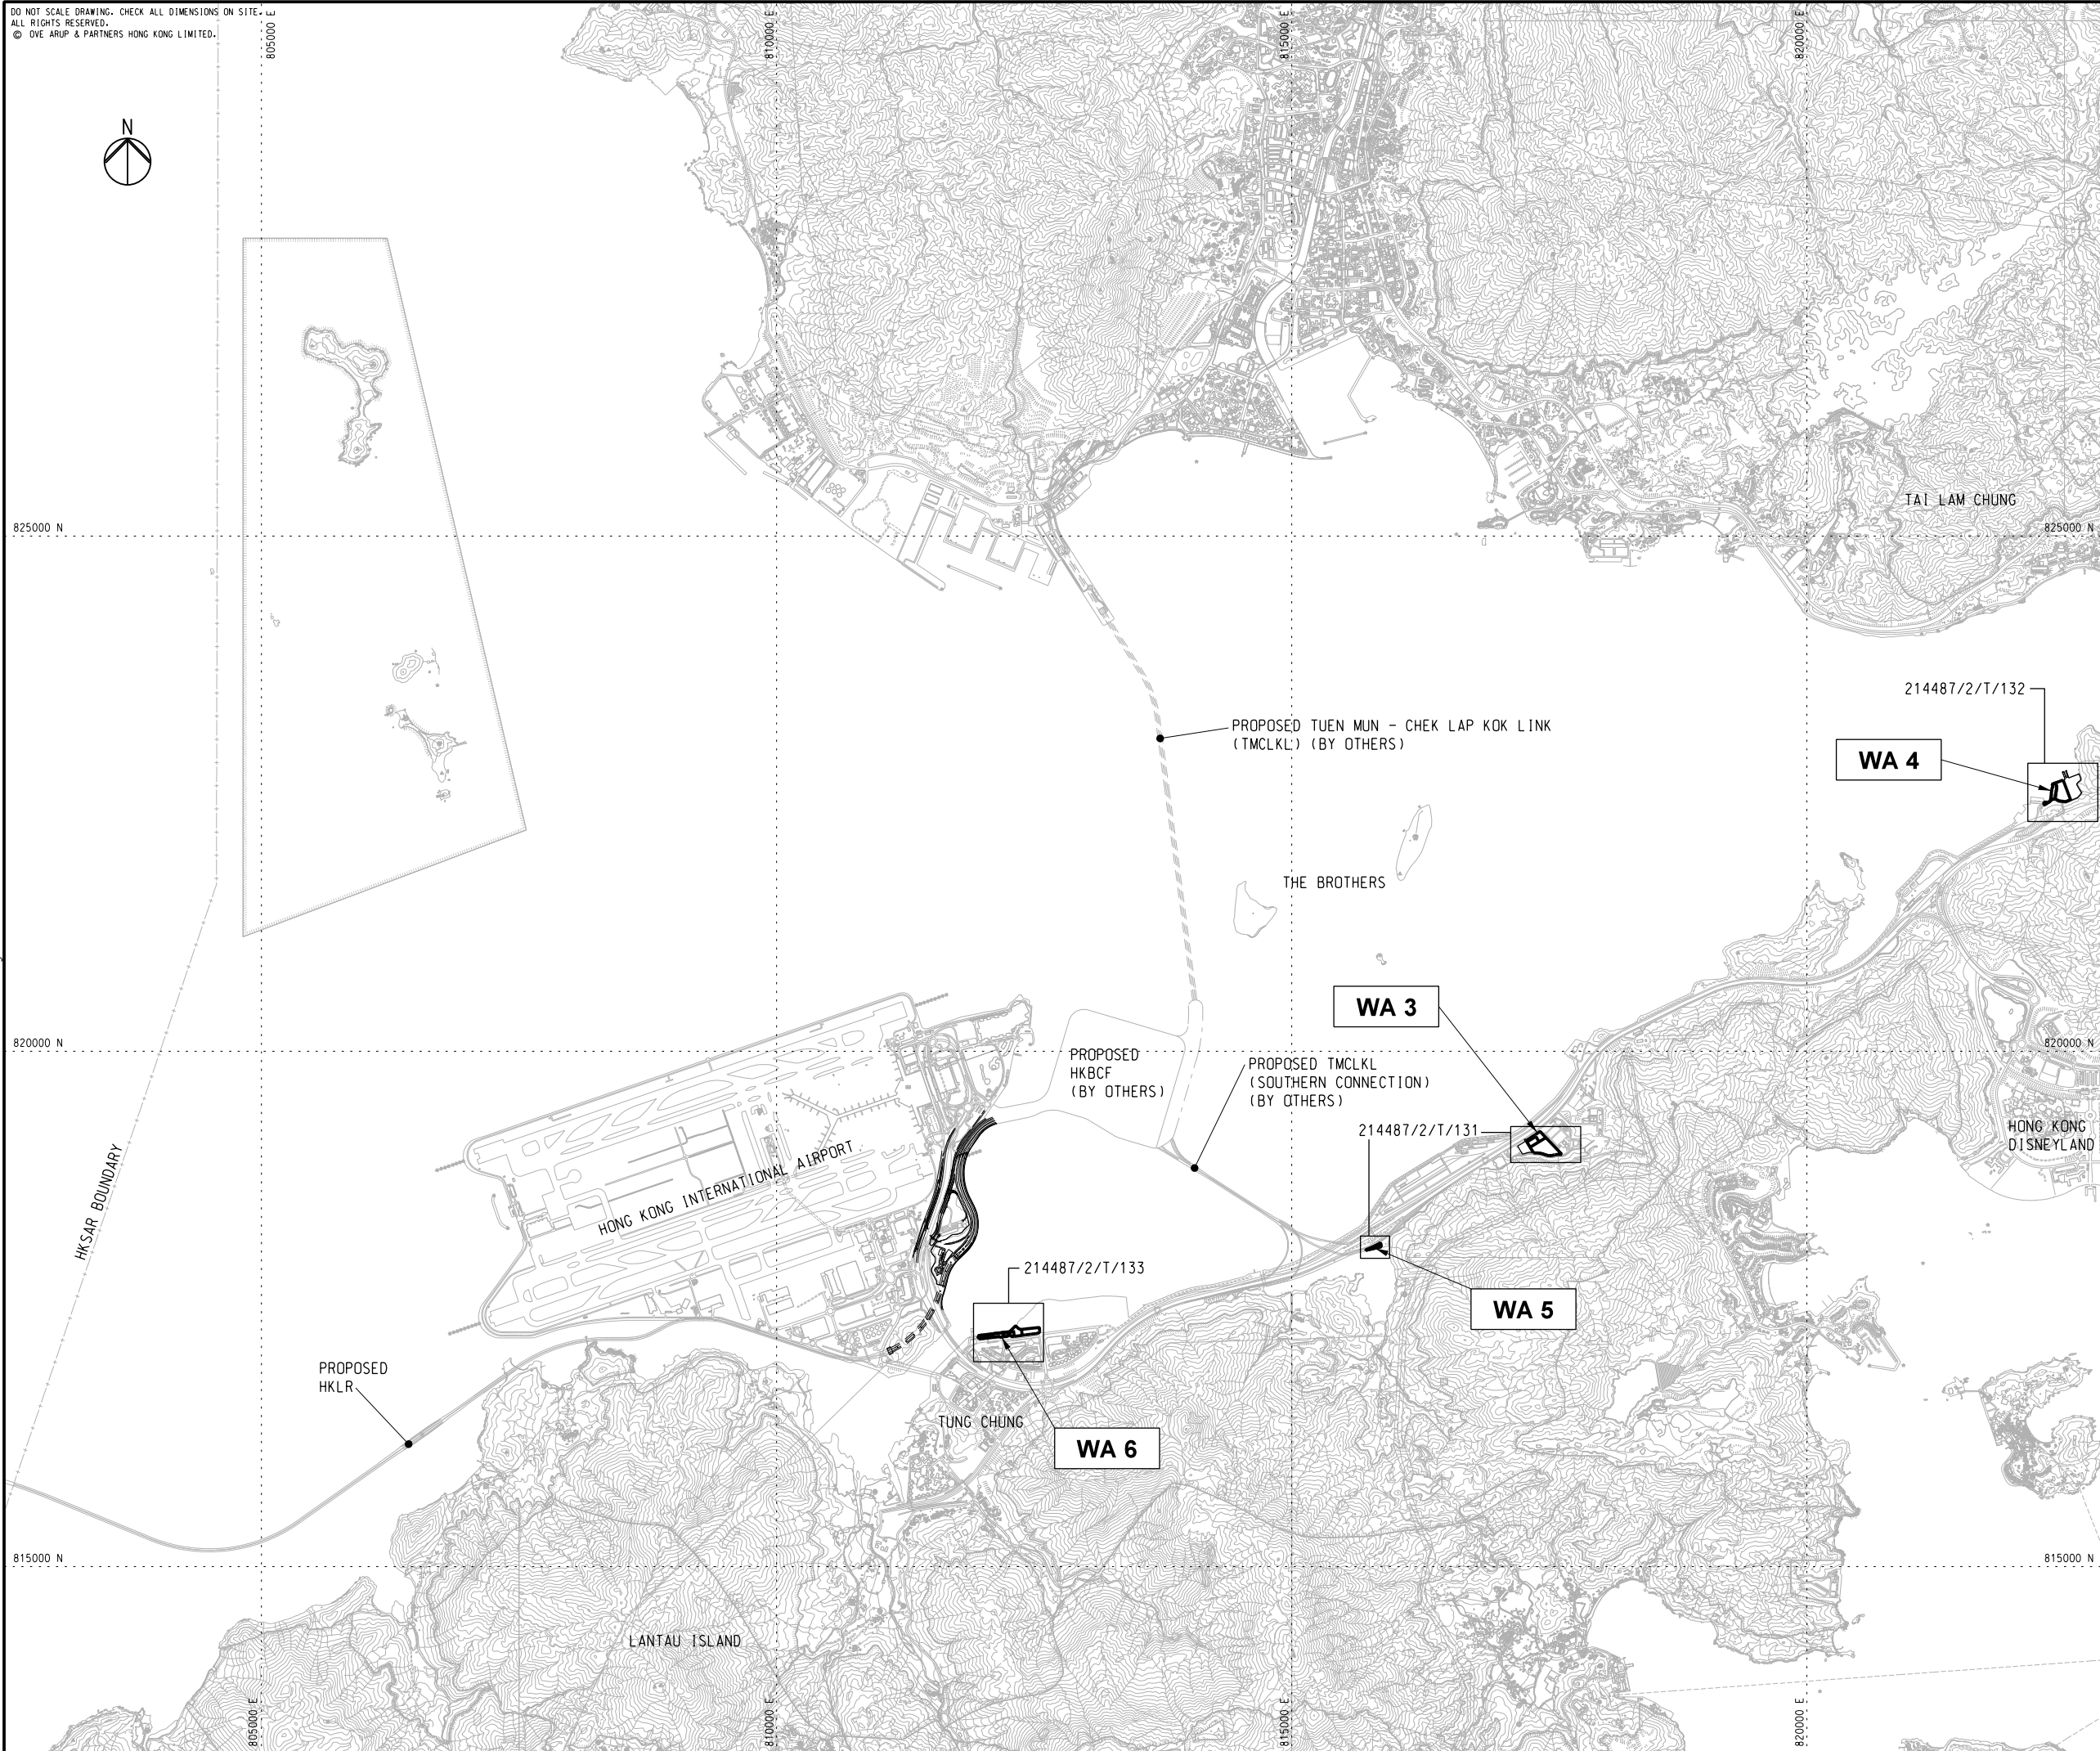 DO NOT SCALE DRAWING. CHECK ALL DIMENSIONS ON SITE.
ALL RIGHTS RESERVED.
© OVE ARUP & PARTNERS HONG KONG LIMITED.
805000 E
810000 E
815000 E
820000 E
N
TAI LAM CHUNG
825000 N
825000 N
214487/2/T/132
PROPOSED TUEN MUN - CHEK LAP KOK LINK
(TMCLKL) (BY OTHERS)
WA 4
THE BROTHERS
WA 3
820000 N
820000 N
PROPOSED
HKBCF
(BY OTHERS)
PROPOSED TMCLKL
(SOUTHERN CONNECTION)
(BY OTHERS)
214487/2/T/131
HONG KONG
DISNEYLAND
HKSAR BOUNDARY
HONG KONG INTERNATIONAL AIRPORT
214487/2/T/133
WA 5
PROPOSED
HKLR
TUNG CHUNG
WA 6
815000 N
815000 N
LANTAU ISLAND
805000 E
810000 E
815000 E
820000 E